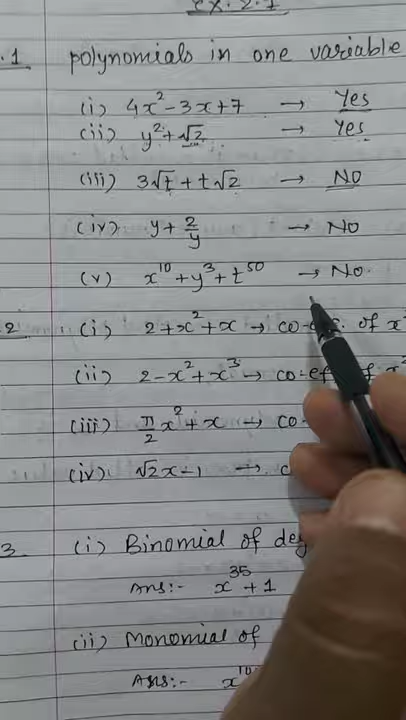 Ex. 2.1
.1 polynomials in one variable
(i) 4x² - 3x + 7 → Yes
(ii) y² + √2 → Yes
(iii) 3√t + t√2 → NO
(iv) y + 2/y → No
(v) x¹⁰ + y³ + t⁵⁰ → No.
2 (i) 2 + x² + x → co-eff. of x²
(ii) 2 - x² + x³ → co-eff of x²
(iii) π/2 x² + x → co-
(iv) √2x - 1 → c
3 (i) Binomial of deg
Ans:- x³⁵ + 1
(ii) Monomial of
Ans:- x¹⁰